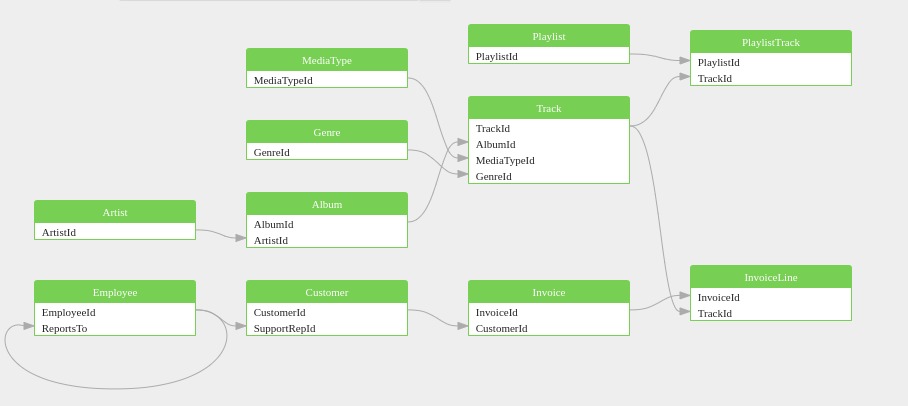 MediaType
MediaTypeId
Genre
GenreId
Artist
ArtistId
Album
AlbumId
ArtistId
Employee
EmployeeId
ReportsTo
Customer
CustomerId
SupportRepId
Playlist
PlaylistId
Track
TrackId
AlbumId
MediaTypeId
GenreId
Invoice
InvoiceId
CustomerId
PlaylistTrack
PlaylistId
TrackId
InvoiceLine
InvoiceId
TrackId